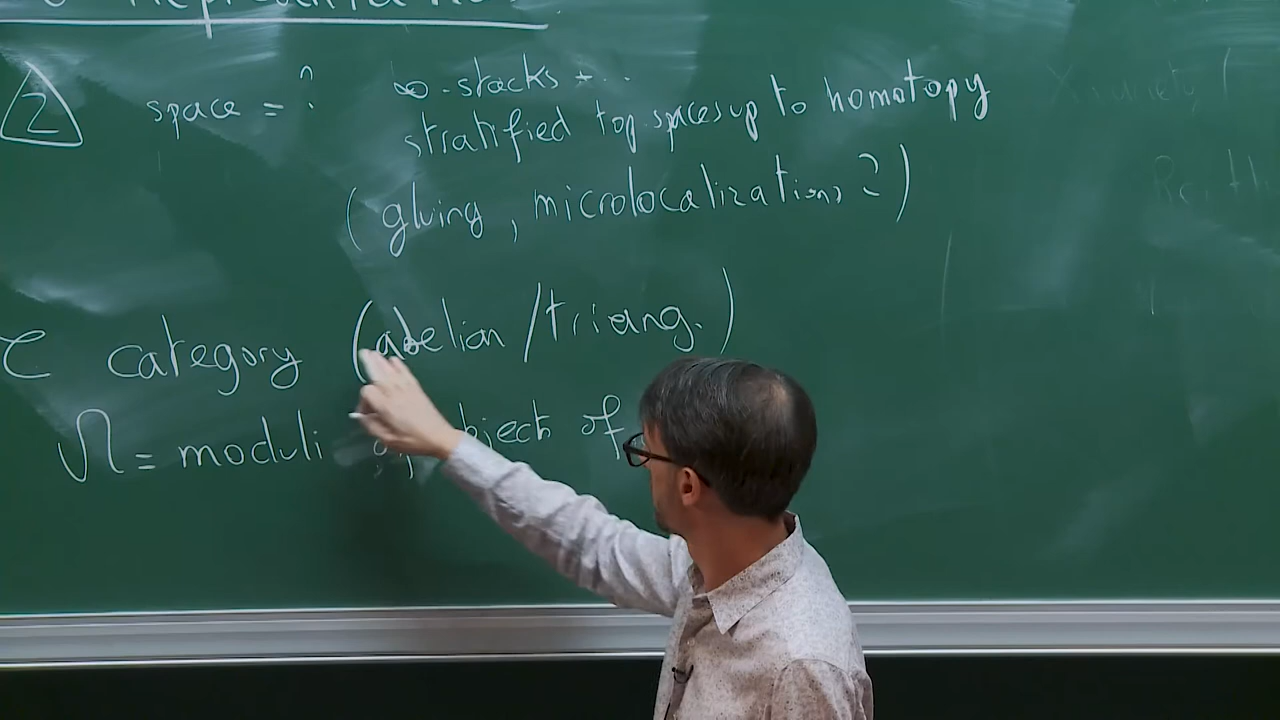 2 space = ? ∞-stacks + ...
stratified top. spaces up to homotopy
(gluing, microlocalizations ?)
C category (abelian / triang.)
M = moduli of objects of